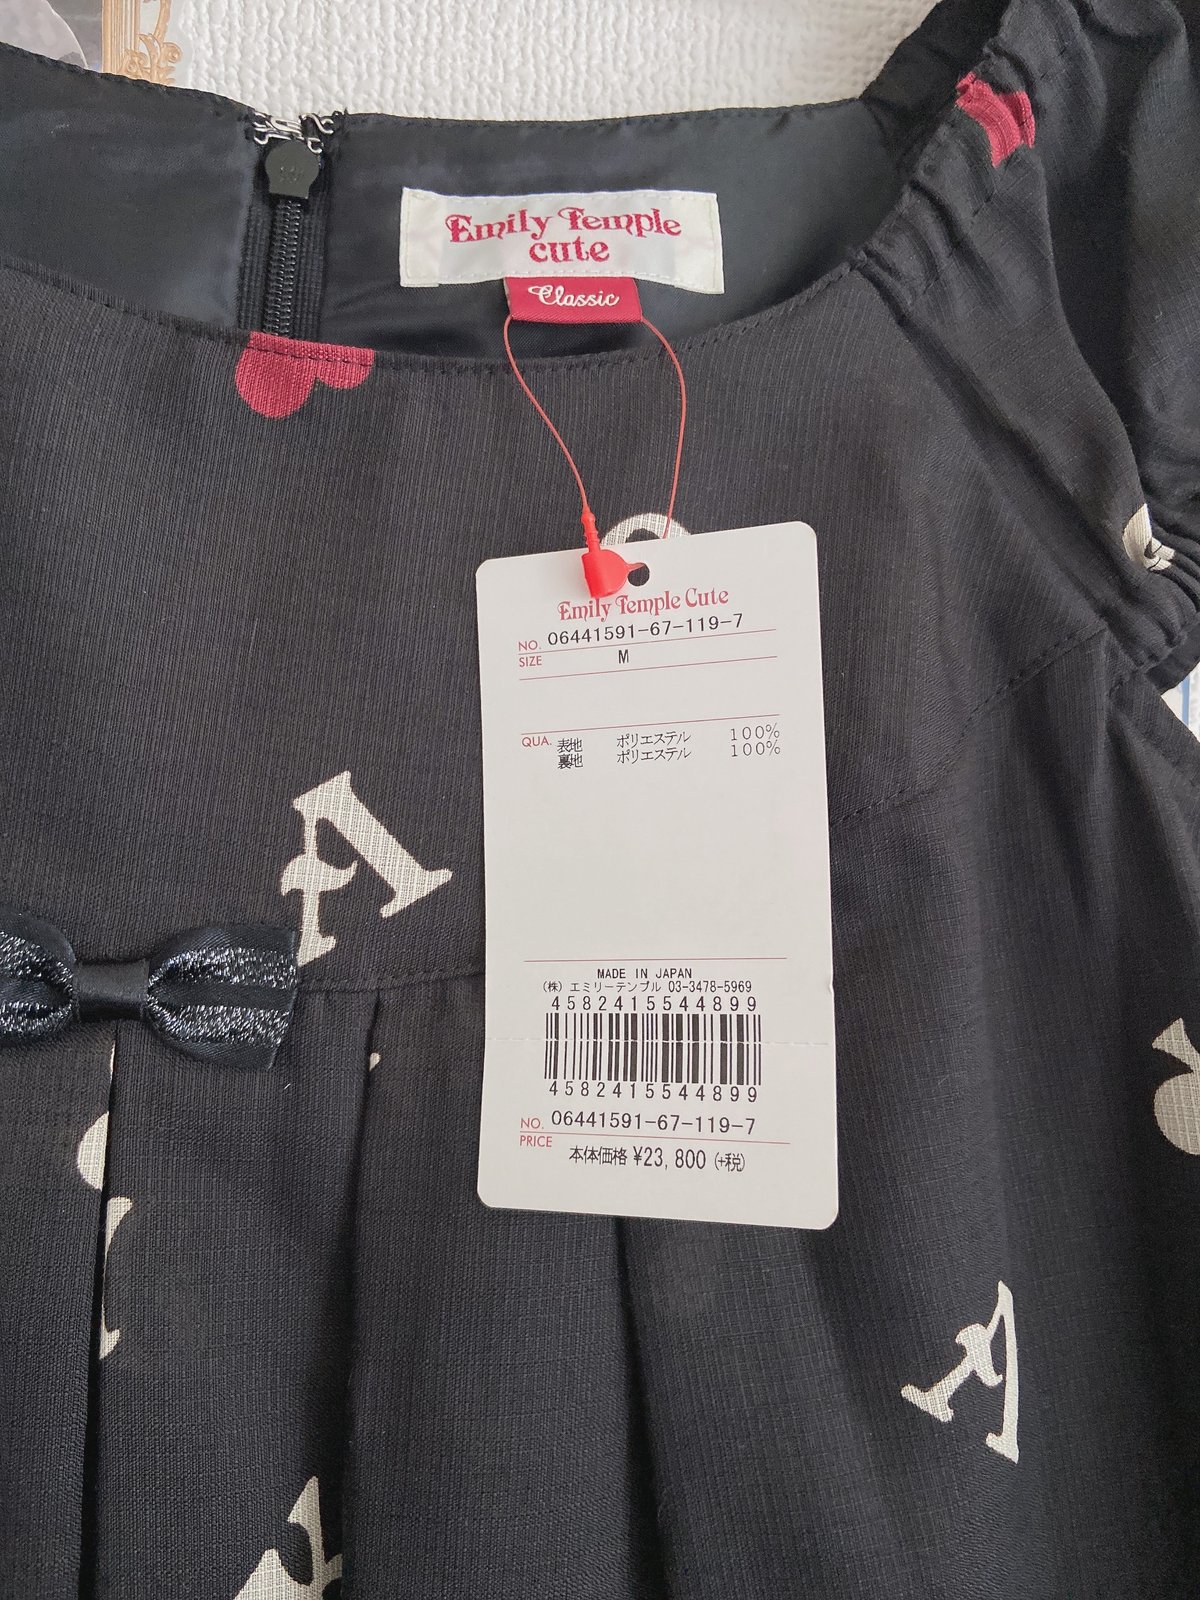 Emily Temple
cute
Classic
Emily Temple Cute
NO. 06441591-67-119-7
SIZE M
QUA. 表地 ポリエステル 100%
裏地 ポリエステル 100%
MADE IN JAPAN
(株) エミリーテンプル 03-3478-5969
4582415544899
4582415544899
NO. 06441591-67-119-7
PRICE 本体価格 ¥23,800 (+税)
A
A